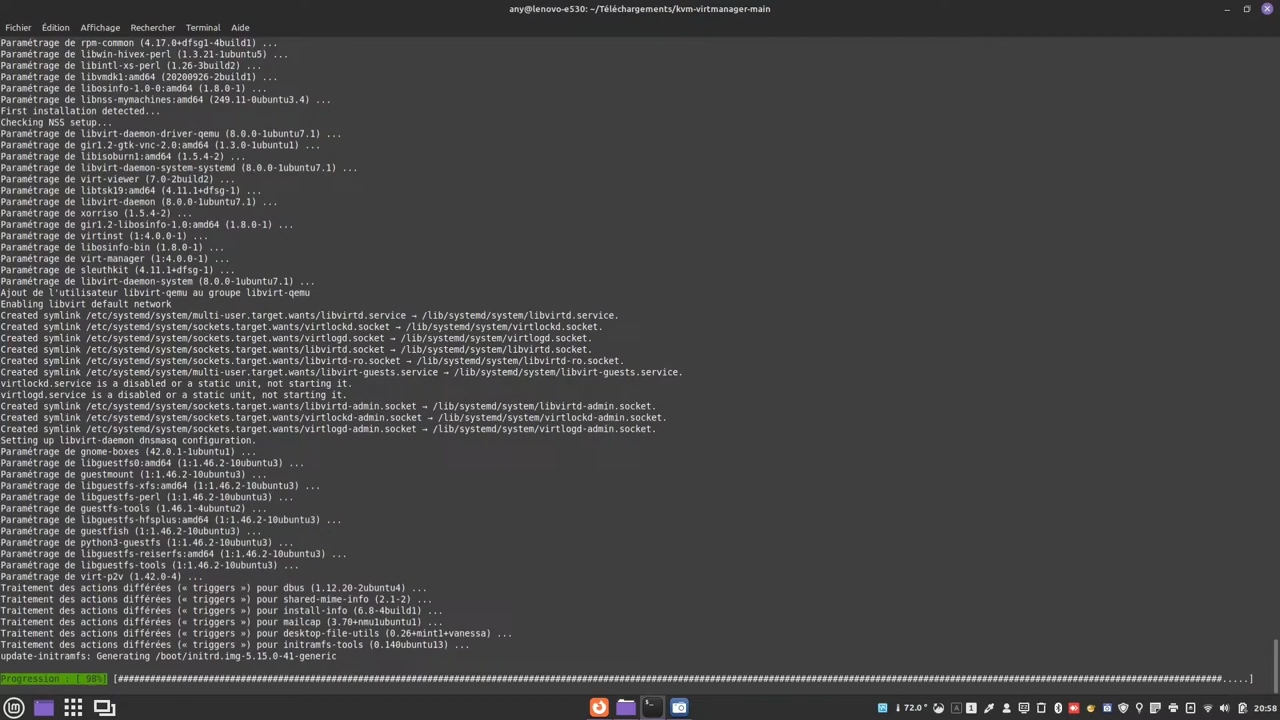 any@lenovo-e530: ~/Téléchargements/kvm-virtmanager-main
Fichier Édition Affichage Rechercher Terminal Aide
Paramétrage de rpm-common (4.17.0+dfsg1-4build1) ...
Paramétrage de libwin-hivex-perl (1.3.21-1ubuntu5) ...
Paramétrage de libintl-xs-perl (1.26-3build2) ...
Paramétrage de libvmdk1:amd64 (20200926-2build1) ...
Paramétrage de libosinfo-1.0-0:amd64 (1.8.0-1) ...
Paramétrage de libnss-mymachines:amd64 (249.11-0ubuntu3.4) ...
First installation detected...
Checking NSS setup...
Paramétrage de libvirt-daemon-driver-qemu (8.0.0-1ubuntu7.1) ...
Paramétrage de gir1.2-gtk-vnc-2.0:amd64 (1.3.0-1ubuntu1) ...
Paramétrage de libisoburn1:amd64 (1.5.4-2) ...
Paramétrage de libvirt-daemon-system-systemd (8.0.0-1ubuntu7.1) ...
Paramétrage de virt-viewer (7.0-2build2) ...
Paramétrage de libtsk19:amd64 (4.11.1+dfsg-1) ...
Paramétrage de libvirt-daemon (8.0.0-1ubuntu7.1) ...
Paramétrage de xorriso (1.5.4-2) ...
Paramétrage de gir1.2-libosinfo-1.0:amd64 (1.8.0-1) ...
Paramétrage de virtinst (1:4.0.0-1) ...
Paramétrage de libosinfo-bin (1.8.0-1) ...
Paramétrage de virt-manager (1:4.0.0-1) ...
Paramétrage de sleuthkit (4.11.1+dfsg-1) ...
Paramétrage de libvirt-daemon-system (8.0.0-1ubuntu7.1) ...
Ajout de l'utilisateur libvirt-qemu au groupe libvirt-qemu
Enabling libvirt default network
Created symlink /etc/systemd/system/multi-user.target.wants/libvirtd.service → /lib/systemd/system/libvirtd.service.
Created symlink /etc/systemd/system/sockets.target.wants/virtlockd.socket → /lib/systemd/system/virtlockd.socket.
Created symlink /etc/systemd/system/sockets.target.wants/virtlogd.socket → /lib/systemd/system/virtlogd.socket.
Created symlink /etc/systemd/system/sockets.target.wants/libvirtd.socket → /lib/systemd/system/libvirtd.socket.
Created symlink /etc/systemd/system/sockets.target.wants/libvirtd-ro.socket → /lib/systemd/system/libvirtd-ro.socket.
Created symlink /etc/systemd/system/multi-user.target.wants/libvirt-guests.service → /lib/systemd/system/libvirt-guests.service.
virtlockd.service is a disabled or a static unit, not starting it.
virtlogd.service is a disabled or a static unit, not starting it.
Created symlink /etc/systemd/system/sockets.target.wants/libvirtd-admin.socket → /lib/systemd/system/libvirtd-admin.socket.
Created symlink /etc/systemd/system/sockets.target.wants/virtlockd-admin.socket → /lib/systemd/system/virtlockd-admin.socket.
Created symlink /etc/systemd/system/sockets.target.wants/virtlogd-admin.socket → /lib/systemd/system/virtlogd-admin.socket.
Setting up libvirt-daemon dnsmasq configuration.
Paramétrage de gnome-boxes (42.0.1-1ubuntu1) ...
Paramétrage de libguestfs0:amd64 (1:1.46.2-10ubuntu3) ...
Paramétrage de guestmount (1:1.46.2-10ubuntu3) ...
Paramétrage de libguestfs-xfs:amd64 (1:1.46.2-10ubuntu3) ...
Paramétrage de libguestfs-perl (1:1.46.2-10ubuntu3) ...
Paramétrage de guestfs-tools (1.46.1-4ubuntu2) ...
Paramétrage de libguestfs-hfsplus:amd64 (1:1.46.2-10ubuntu3) ...
Paramétrage de guestfish (1:1.46.2-10ubuntu3) ...
Paramétrage de python3-guestfs (1:1.46.2-10ubuntu3) ...
Paramétrage de libguestfs-reiserfs:amd64 (1:1.46.2-10ubuntu3) ...
Paramétrage de libguestfs-tools (1:1.46.2-10ubuntu3) ...
Paramétrage de virt-p2v (1.42.0-4) ...
Traitement des actions différées (« triggers ») pour dbus (1.12.20-2ubuntu4) ...
Traitement des actions différées (« triggers ») pour shared-mime-info (2.1-2) ...
Traitement des actions différées (« triggers ») pour install-info (6.8-4build1) ...
Traitement des actions différées (« triggers ») pour mailcap (3.70+nmu1ubuntu1) ...
Traitement des actions différées (« triggers ») pour desktop-file-utils (0.26+mint1+vanessa) ...
Traitement des actions différées (« triggers ») pour initramfs-tools (0.140ubuntu13) ...
update-initramfs: Generating /boot/initrd.img-5.15.0-41-generic
Progression : [ 98%]
72.0° 20:58